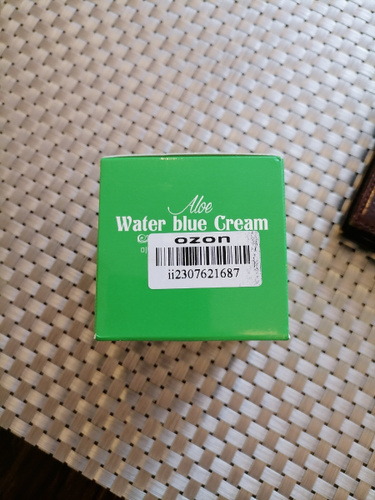 Aloe
Water blue Cream
ozon
ii2307621687